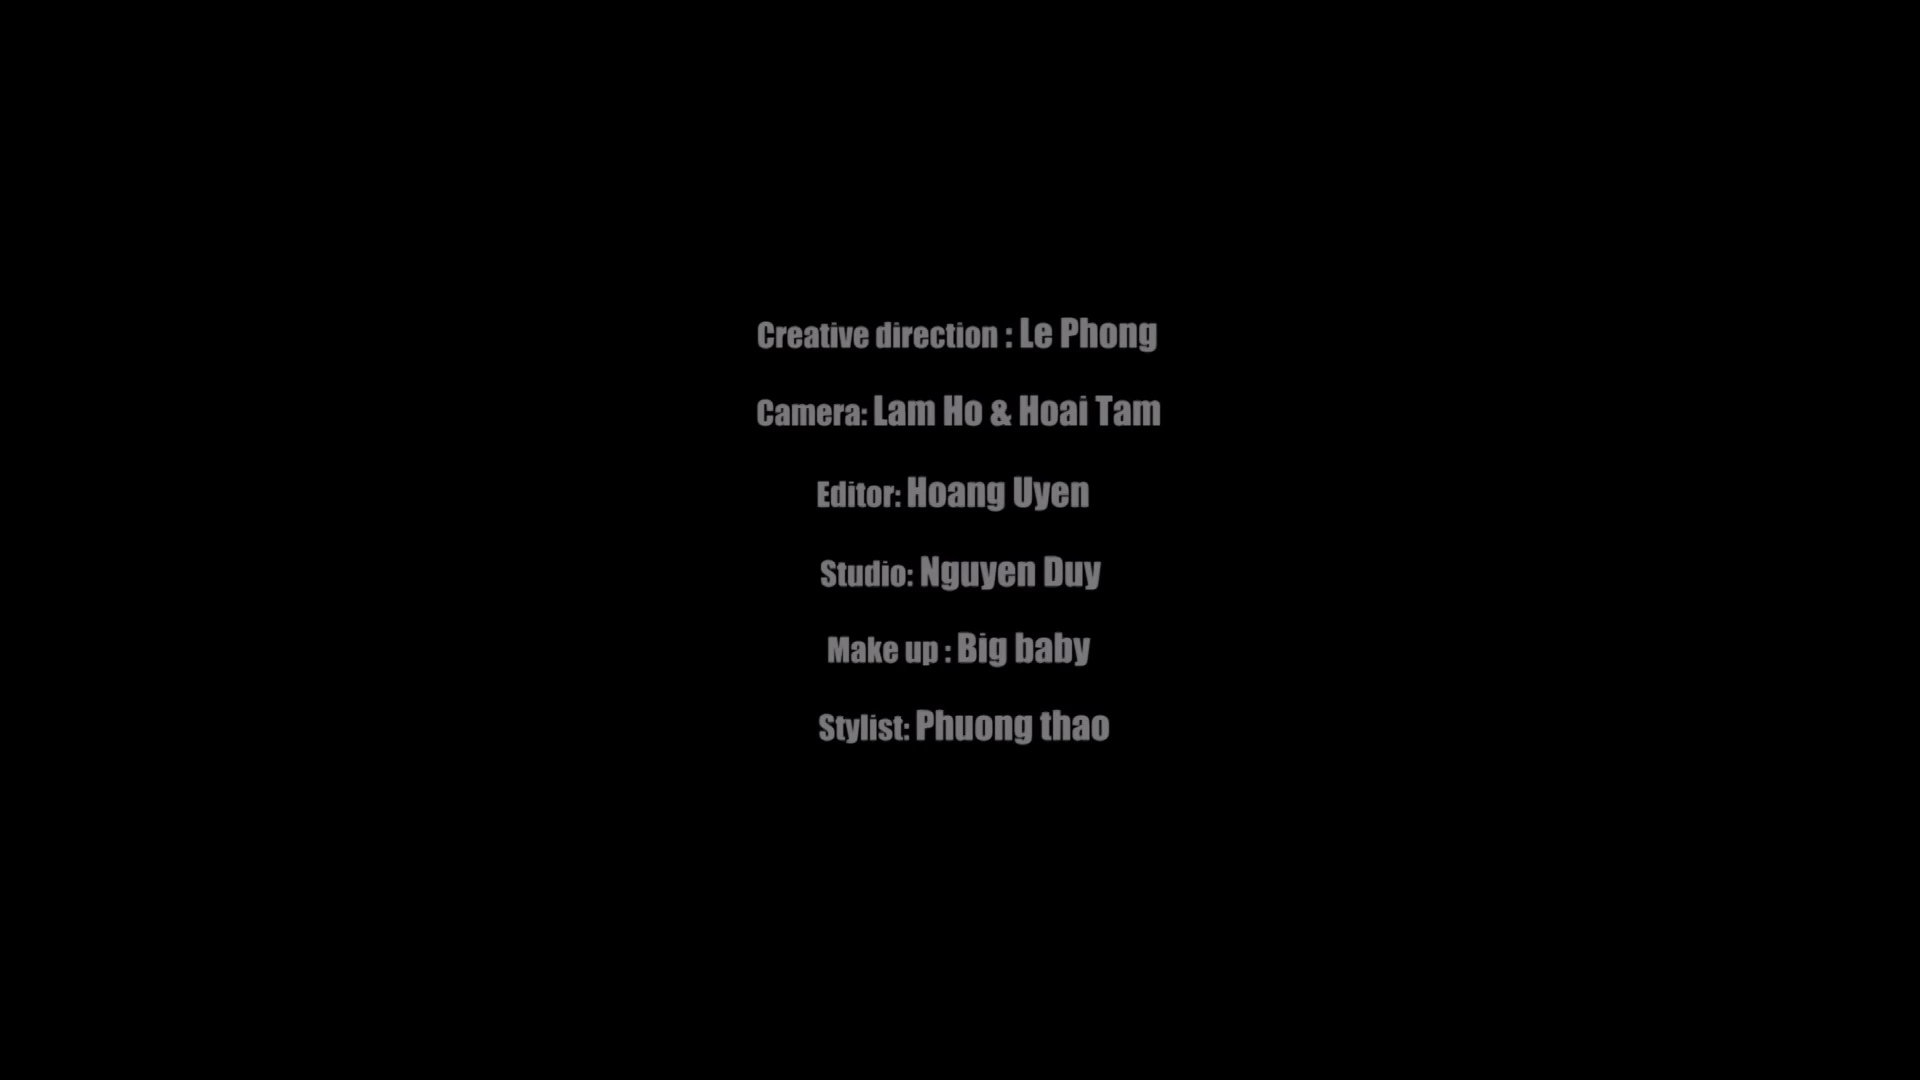 Creative direction : Le Phong
Camera: Lam Ho & Hoai Tam
Editor: Hoang Uyen
Studio: Nguyen Duy
Make up : Big baby
Stylist: Phuong thao